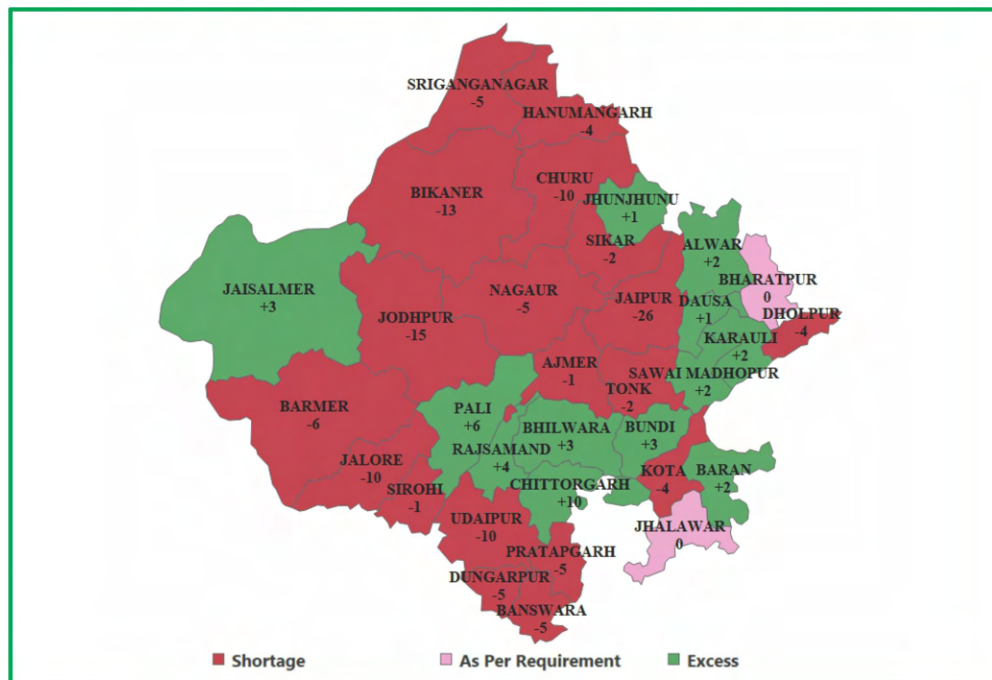 SRIGANGANAGAR
-5
HANUMANGARH
-4
CHURU
-10
BIKANER
-13
JHUNJHUNU
+1
SIKAR
-2
ALWAR
+2
BHARATPUR
0
JAISALMER
+3
NAGAUR
-5
JAIPUR
-26
DAUSA
+1
DHOLPUR
-4
JODHPUR
-15
KARAULI
+2
AJMER
-1
SAWAI MADHOPUR
+2
TONK
-2
BARMER
-6
PALI
+6
BHILWARA
+3
BUNDI
+3
RAJSAMAND
+4
JALORE
-10
KOTA
-4
BARAN
+2
SIROHI
-1
CHITTORGARH
+10
UDAIPUR
-10
JHALAWAR
0
PRATAPGARH
-5
DUNGARPUR
-5
BANSWARA
-5
Shortage
As Per Requirement
Excess